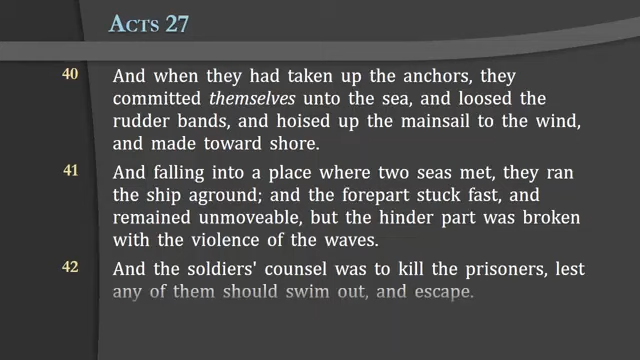 Acts 27
40 And when they had taken up the anchors, they
committed themselves unto the sea, and loosed the
rudder bands, and hoised up the mainsail to the wind,
and made toward shore.
41 And falling into a place where two seas met, they ran
the ship aground; and the forepart stuck fast, and
remained unmoveable, but the hinder part was broken
with the violence of the waves.
42 And the soldiers' counsel was to kill the prisoners, lest
any of them should swim out, and escape.